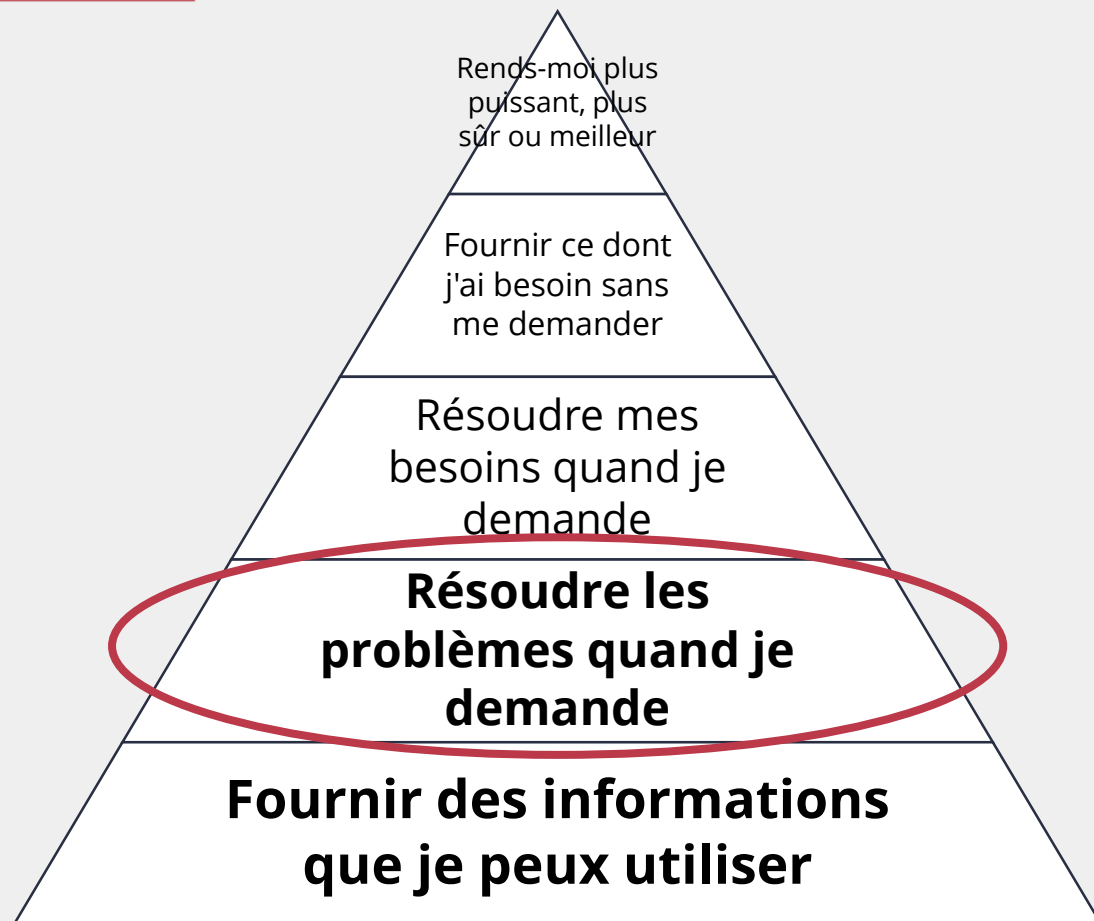 Rends-moi plus
puissant, plus
sûr ou meilleur
Fournir ce dont
j'ai besoin sans
me demander
Résoudre mes
besoins quand je
demande
Résoudre les
problèmes quand je
demande
Fournir des informations
que je peux utiliser